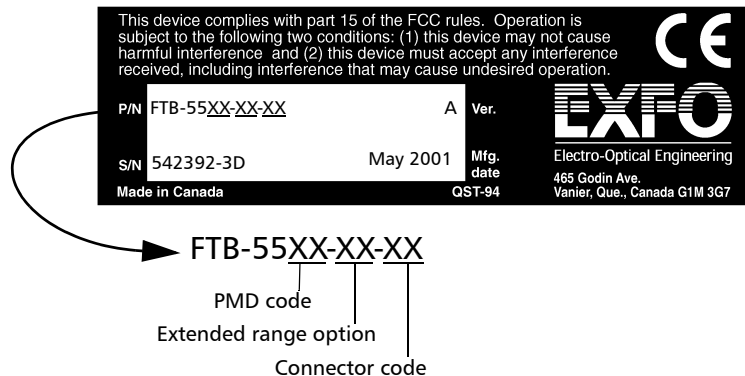 This device complies with part 15 of the FCC rules. Operation is
subject to the following two conditions: (1) this device may not cause
harmful interference and (2) this device must accept any interference
received, including interference that may cause undesired operation.
CE
P/N FTB-55XX-XX-XX A Ver.
S/N 542392-3D May 2001 Mfg. date
Made in Canada QST-94
EXFO
Electro-Optical Engineering
465 Godin Ave.
Vanier, Que., Canada G1M 3G7
FTB-55XX-XX-XX
PMD code
Extended range option
Connector code